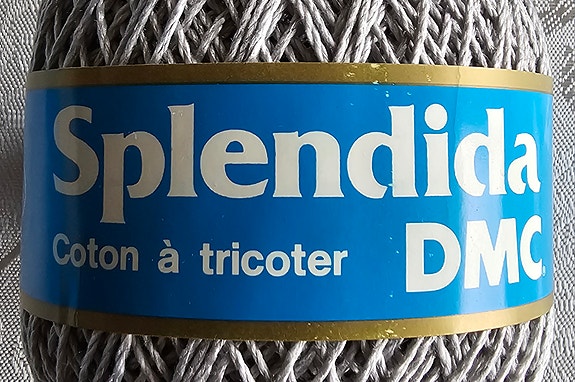 Splendida
Coton à tricoter
DMC